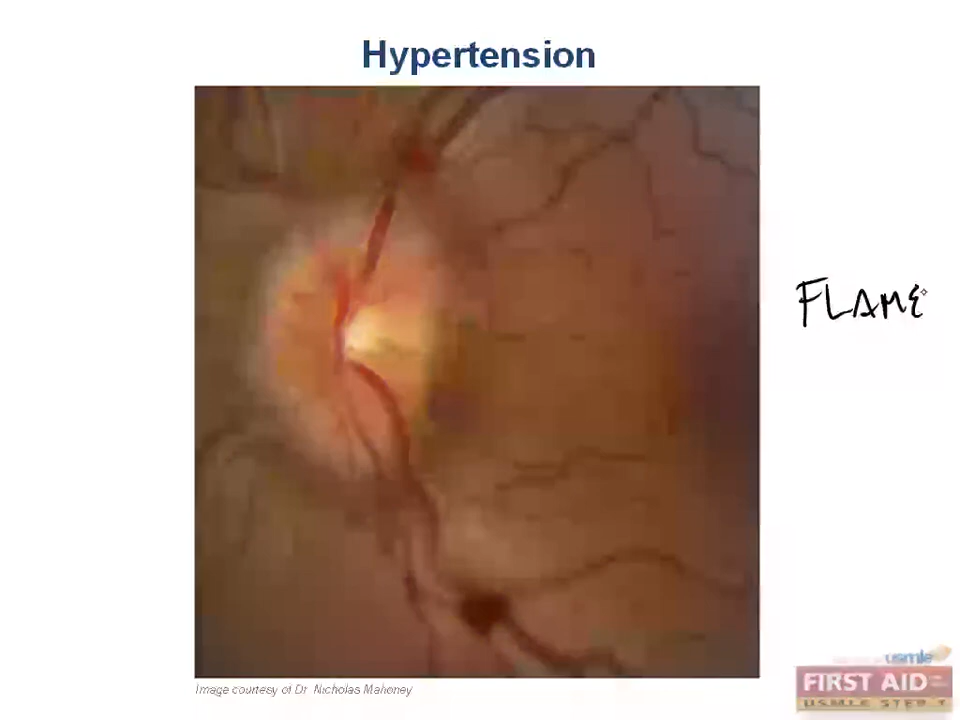 Hypertension
FLAME
Image courtesy of Dr. Nicholas Mahoney
usmle
FIRST AID
USMLE STEP 1